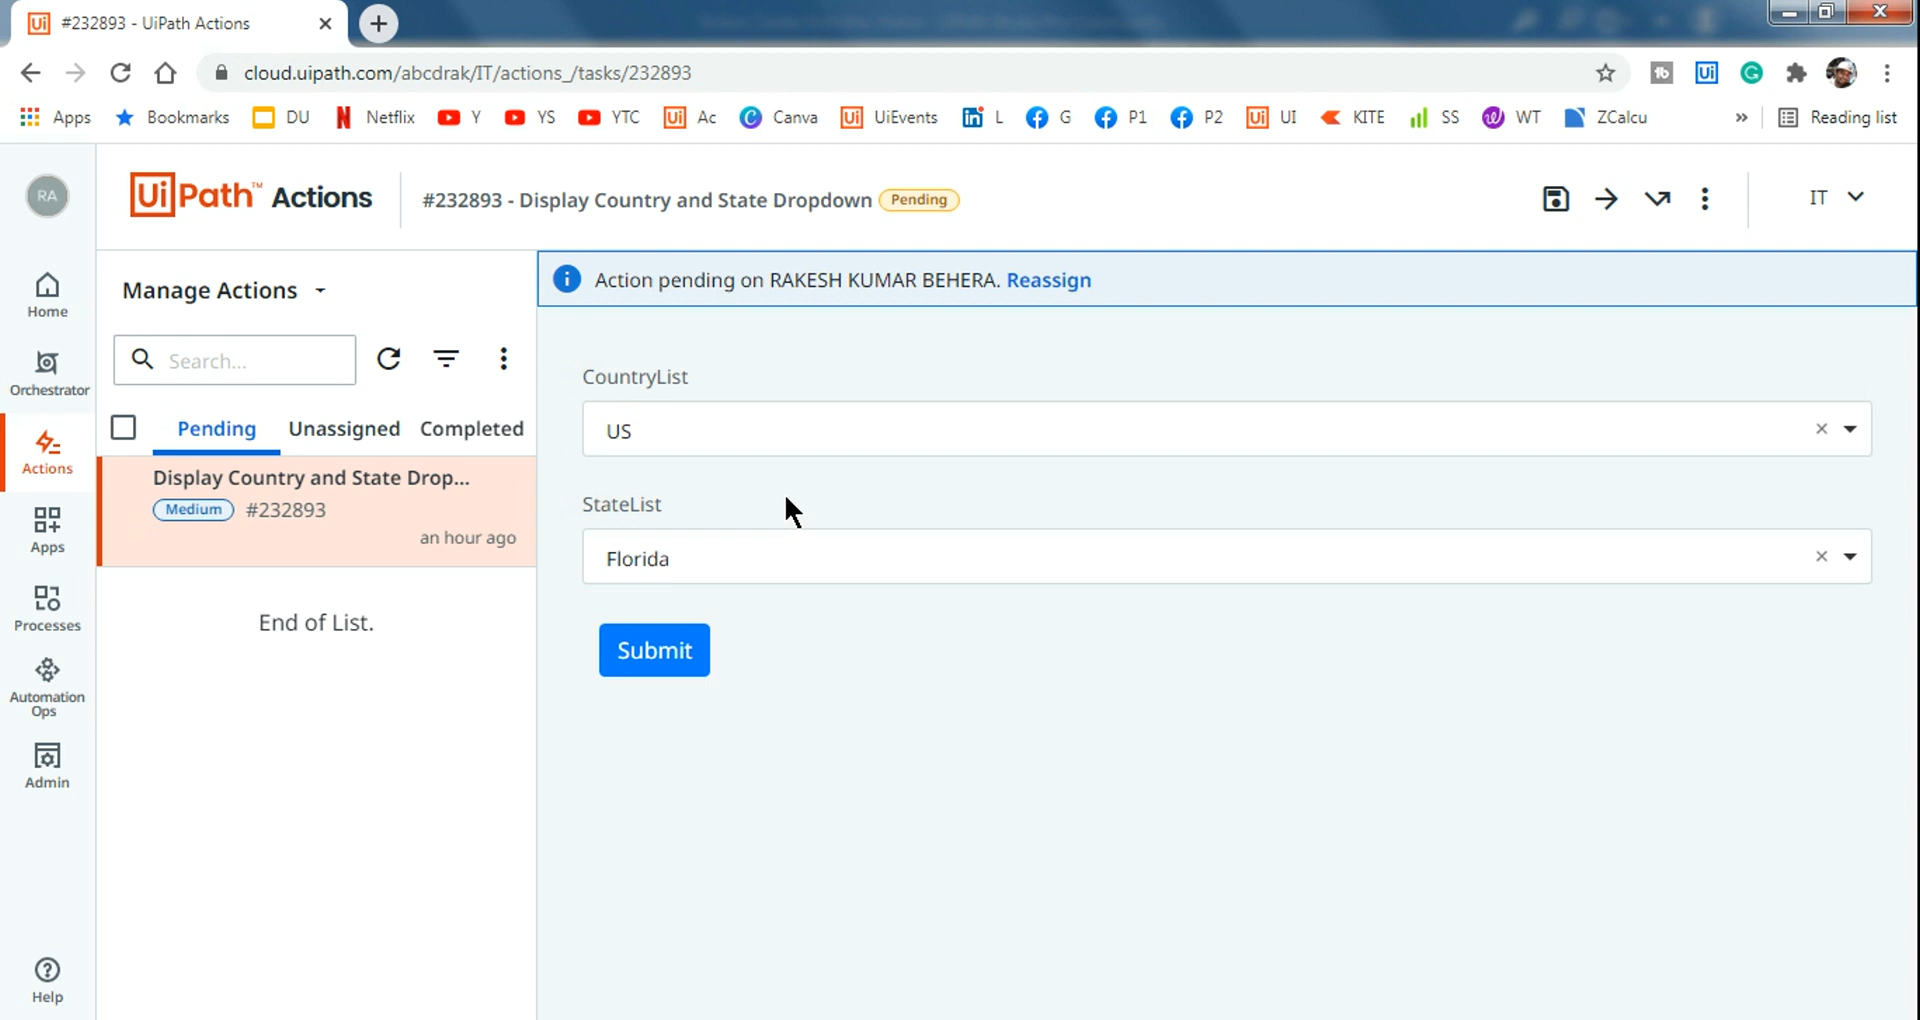 #232893 - UiPath Actions
cloud.uipath.com/abcdrak/IT/actions_/tasks/232893
Apps Bookmarks DU Netflix Y YS YTC Ac Canva UiEvents L G P1 P2 UI KITE SS WT ZCalcu » Reading list
RA
UiPath™ Actions
#232893 - Display Country and State Dropdown Pending
IT
Home
Orchestrator
Actions
Apps
Processes
Automation
Ops
Admin
Help
Manage Actions
Search...
Pending Unassigned Completed
Display Country and State Drop...
Medium #232893
an hour ago
End of List.
Action pending on RAKESH KUMAR BEHERA. Reassign
CountryList
US
StateList
Florida
Submit